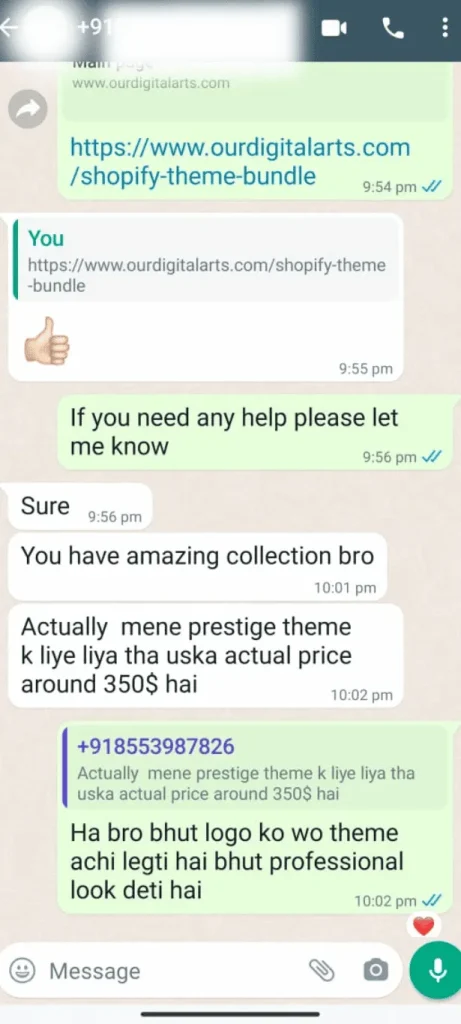 +91
Main page
www.ourdigitalarts.com
https://www.ourdigitalarts.com
/shopify-theme-bundle
9:54 pm
You
https://www.ourdigitalarts.com/shopify-theme
-bundle
9:55 pm
If you need any help please let
me know
9:56 pm
Sure
9:56 pm
You have amazing collection bro
10:01 pm
Actually mene prestige theme
k liye liya tha uska actual price
around 350$ hai
10:02 pm
+918553987826
Actually mene prestige theme k liye liya tha
uska actual price around 350$ hai
Ha bro bhut logo ko wo theme
achi legti hai bhut professional
look deti hai
10:02 pm
Message